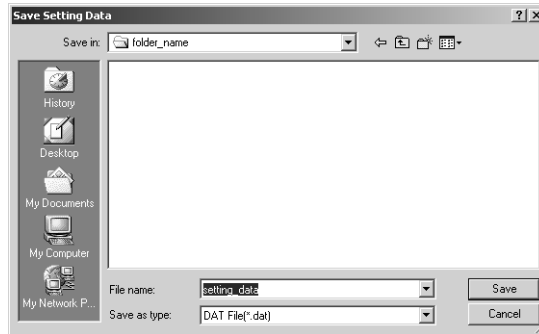 Save Setting Data
Save in: folder_name
History
Desktop
My Documents
My Computer
My Network P...
File name: setting_data Save
Save as type: DAT File(*.dat) Cancel